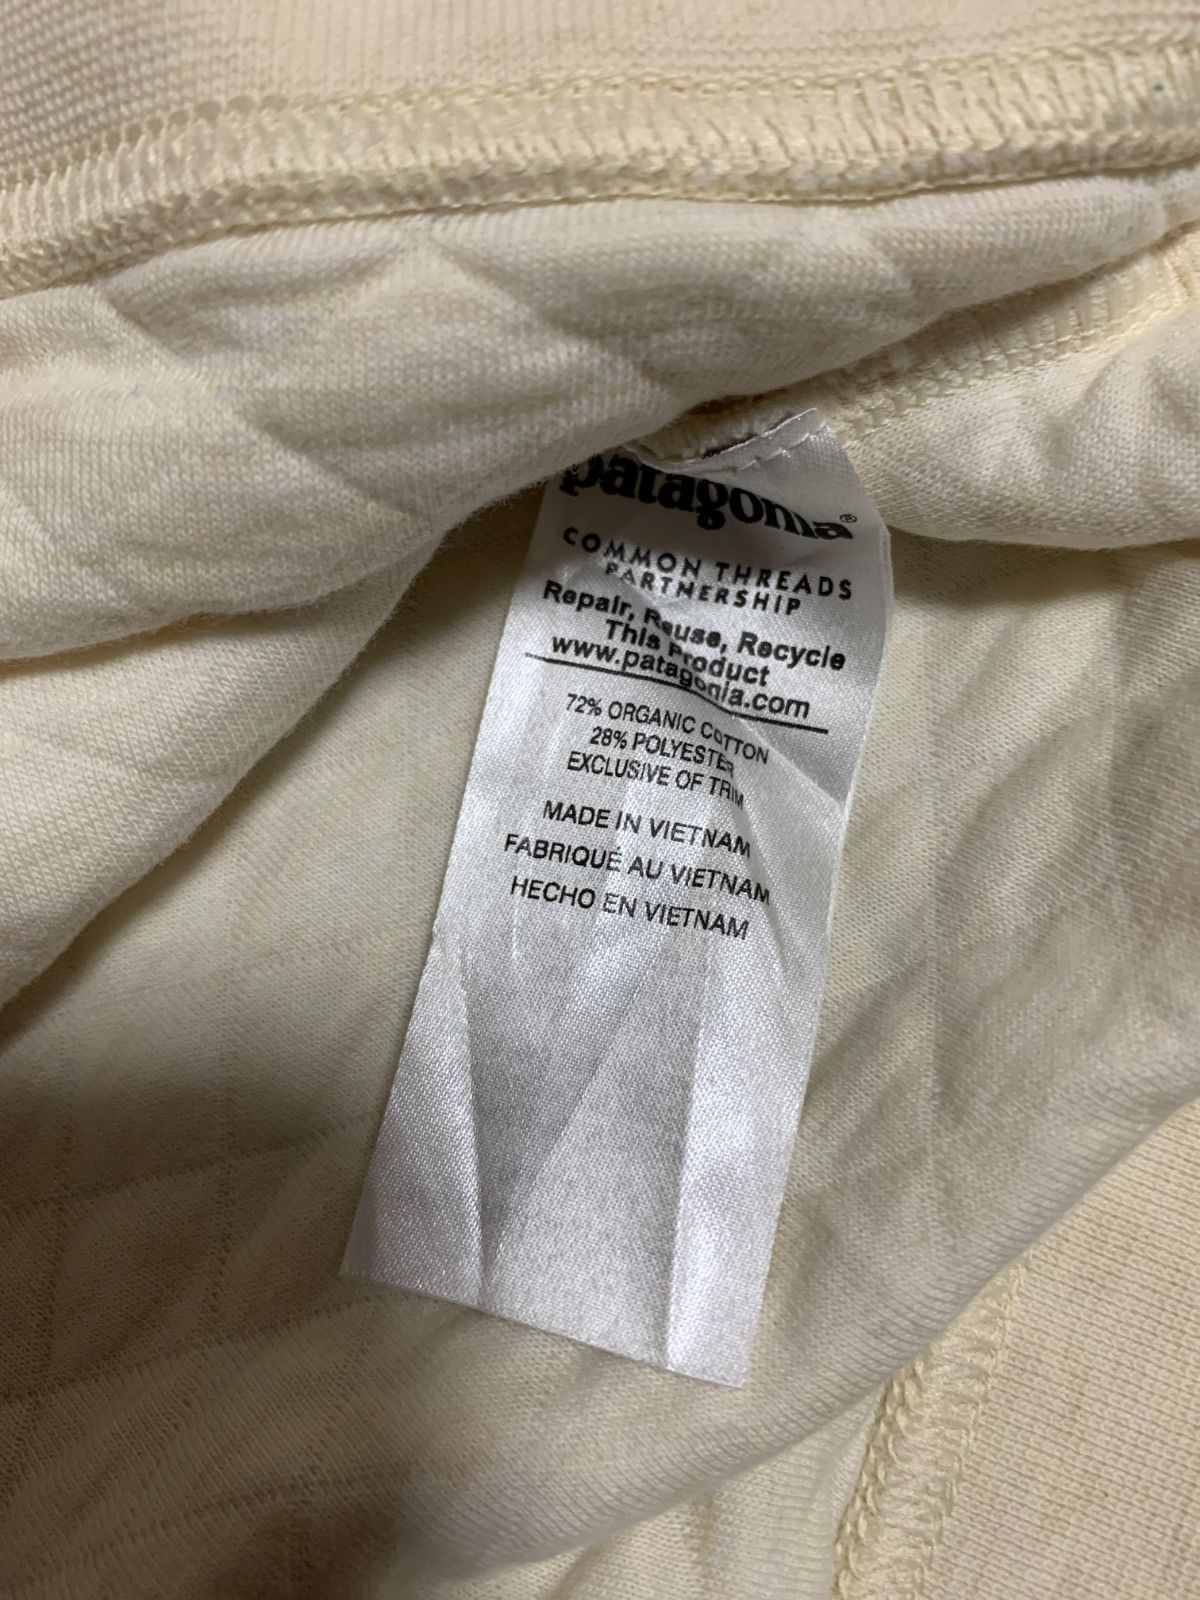 patagonia®
COMMON THREADS
PARTNERSHIP
Repair, Reuse, Recycle
This Product
www.patagonia.com
72% ORGANIC COTTON
28% POLYESTER
EXCLUSIVE OF TRIM
MADE IN VIETNAM
FABRIQUÉ AU VIETNAM
HECHO EN VIETNAM